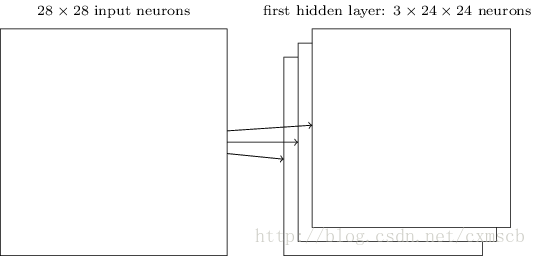 28 × 28 input neurons
first hidden layer: 3 × 24 × 24 neurons
http://blog.csdn.net/cxmscb